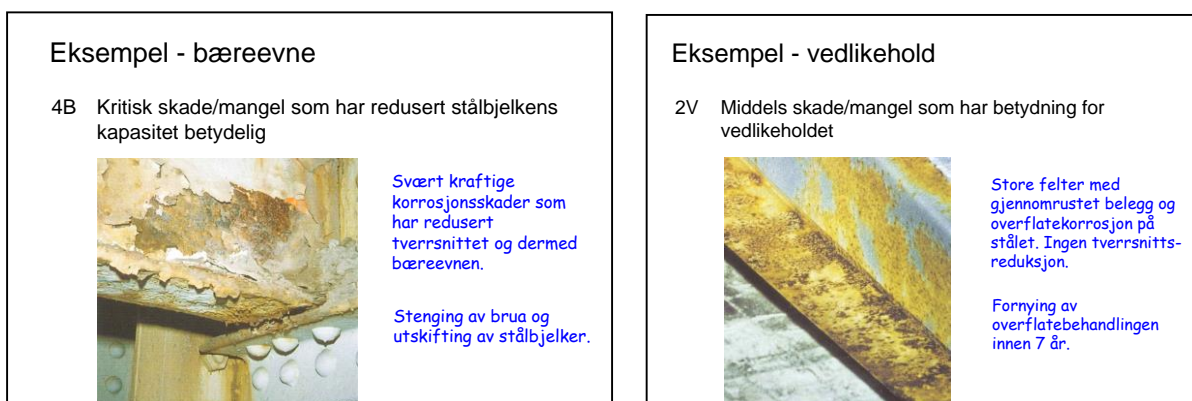 Eksempel - bæreevne
4B Kritisk skade/mangel som har redusert stålbjelkens
kapasitet betydelig
Svært kraftige
korrosjonsskader som
har redusert
tverrsnittet og dermed
bæreevnen.
Stenging av brua og
utskifting av stålbjelker.
Eksempel - vedlikehold
2V Middels skade/mangel som har betydning for
vedlikeholdet
Store felter med
gjennomrustet belegg og
overflatekorrosjon på
stålet. Ingen tverrsnitts-
reduksjon.
Fornying av
overflatebehandlingen
innen 7 år.